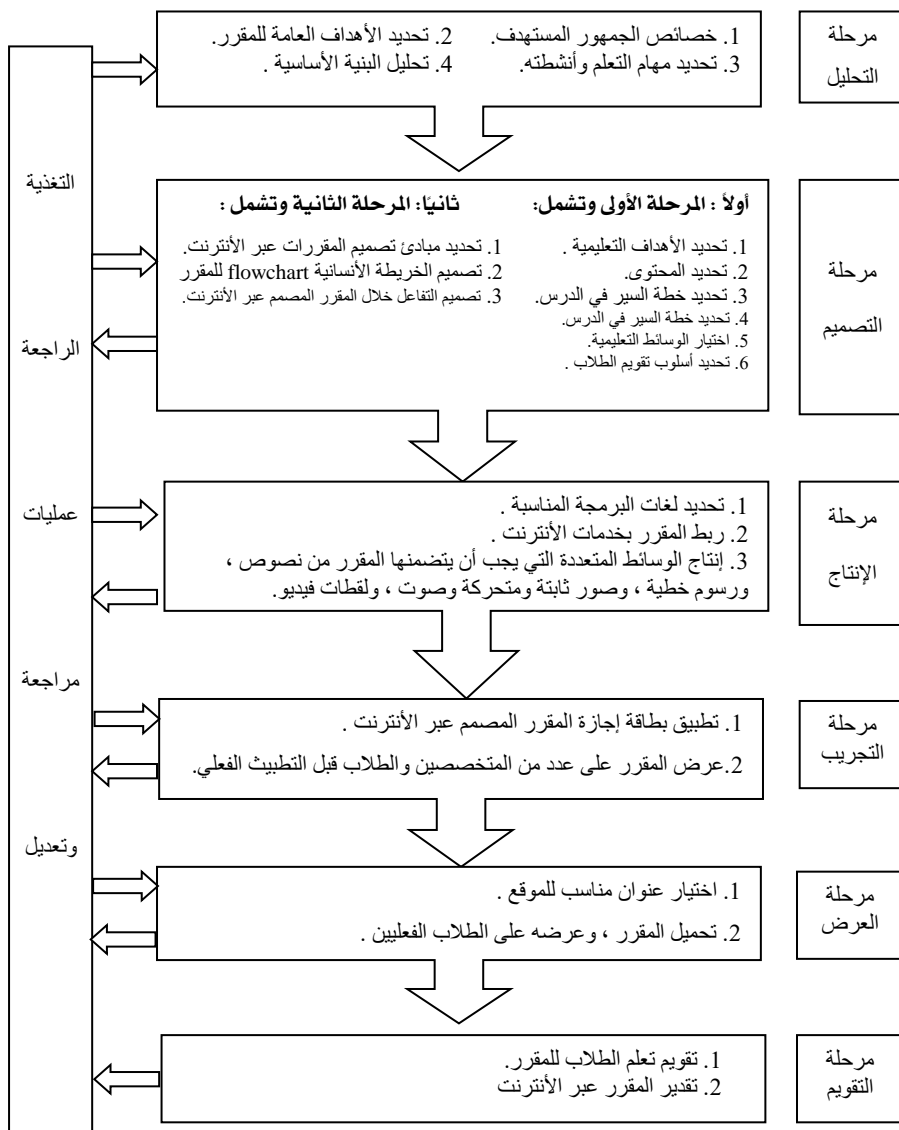 مرحلة
التحليل
1. خصائص الجمهور المستهدف. 2. تحديد الأهداف العامة للمقرر.
3. تحديد مهام التعلم وأنشطته. 4. تحليل البنية الأساسية .
مرحلة
التصميم
أولاً : المرحلة الأولى وتشمل:
1. تحديد الأهداف التعليمية .
2. تحديد المحتوى.
3. تحديد خطة السير في الدرس.
4. تحديد خطة السير في الدرس.
5. اختيار الوسائط التعليمية.
6. تحديد أسلوب تقويم الطلاب .
ثانيًا: المرحلة الثانية وتشمل :
1. تحديد مبادئ تصميم المقررات عبر الأنترنت.
2. تصميم الخريطة الأنسانية flowchart للمقرر
3. تصميم التفاعل خلال المقرر المصمم عبر الأنترنت.
مرحلة
الإنتاج
1. تحديد لغات البرمجة المناسبة .
2. ربط المقرر بخدمات الأنترنت .
3. إنتاج الوسائط المتعددة التي يجب أن يتضمنها المقرر من نصوص ،
ورسوم خطية ، وصور ثابتة ومتحركة وصوت ، ولقطات فيديو.
مرحلة
التجريب
1. تطبيق بطاقة إجازة المقرر المصمم عبر الأنترنت .
2.عرض المقرر على عدد من المتخصصين والطلاب قبل التطبيث الفعلي.
مرحلة
العرض
1. اختيار عنوان مناسب للموقع .
2. تحميل المقرر ، وعرضه على الطلاب الفعليين .
مرحلة
التقويم
1. تقويم تعلم الطلاب للمقرر.
2. تقدير المقرر عبر الأنترنت
التغذية
الراجعة
عمليات
مراجعة
وتعديل